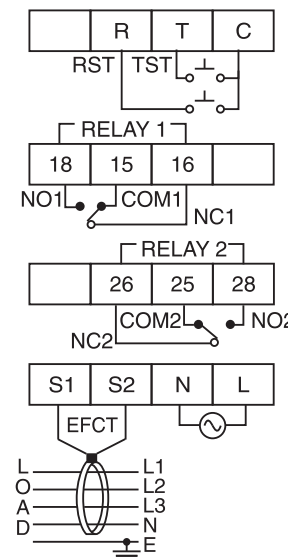 R T C
RST TST
RELAY 1
18 15 16
NO1 COM1
NC1
RELAY 2
26 25 28
COM2 NO2
NC2
S1 S2 N L
EFCT
L L1
O L2
A L3
D N
E